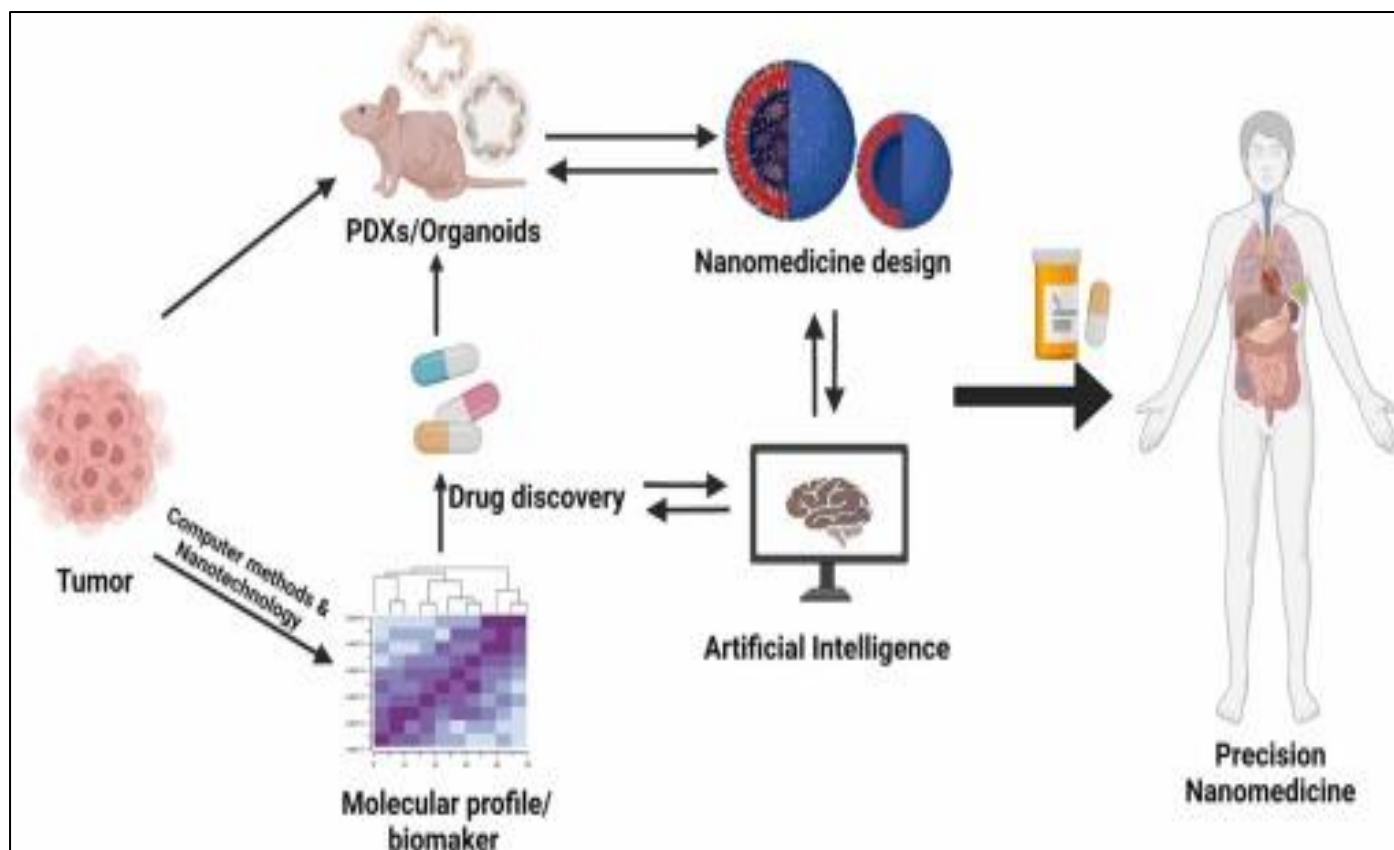 PDXs/Organoids
Nanomedicine design
Drug discovery
Computer methods &
Nanotechnology
Tumor
Artificial Intelligence
Molecular profile/
biomaker
Precision
Nanomedicine